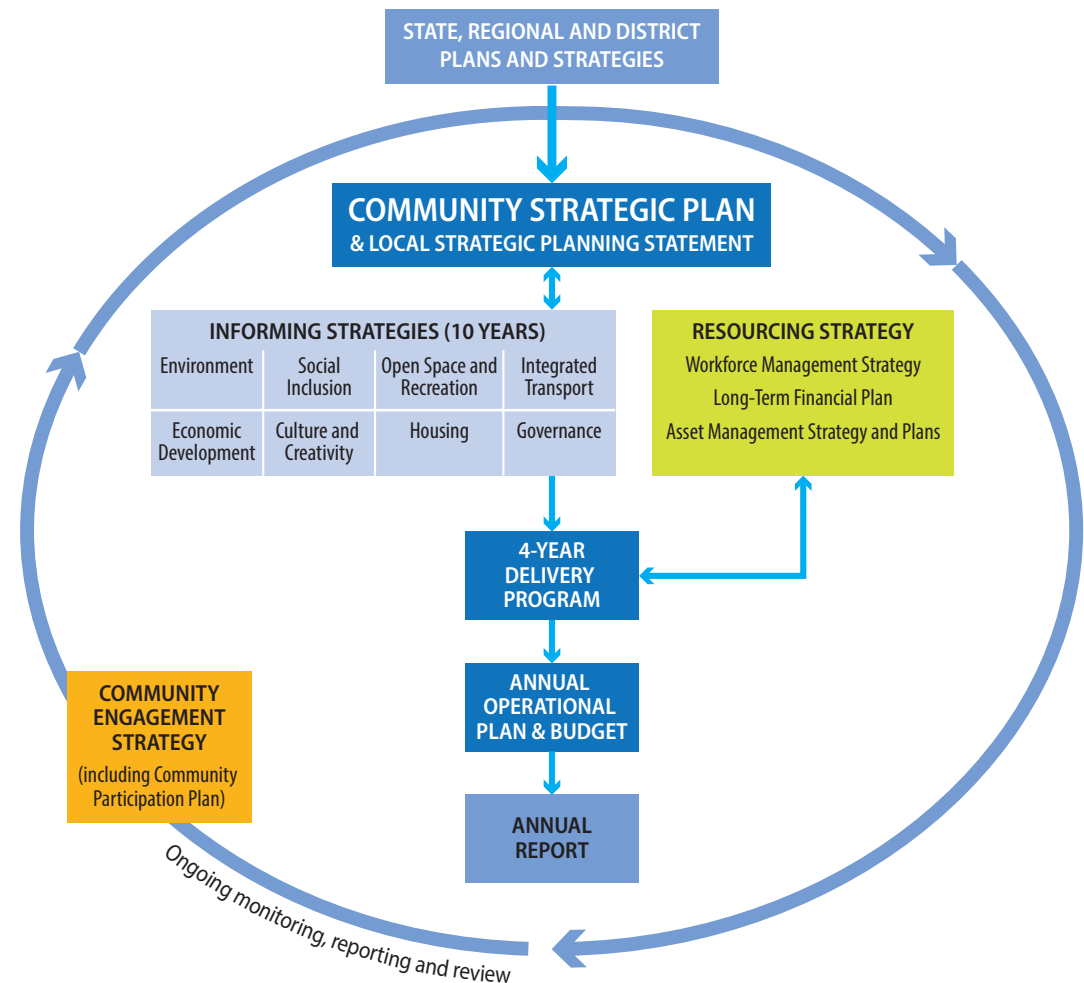 STATE, REGIONAL AND DISTRICT
PLANS AND STRATEGIES
COMMUNITY STRATEGIC PLAN
& LOCAL STRATEGIC PLANNING STATEMENT
INFORMING STRATEGIES (10 YEARS)
Environment
Social
Inclusion
Open Space and
Recreation
Integrated
Transport
Economic
Development
Culture and
Creativity
Housing
Governance
RESOURCING STRATEGY
Workforce Management Strategy
Long-Term Financial Plan
Asset Management Strategy and Plans
4-YEAR
DELIVERY
PROGRAM
ANNUAL
OPERATIONAL
PLAN & BUDGET
ANNUAL
REPORT
COMMUNITY
ENGAGEMENT
STRATEGY
(including Community
Participation Plan)
Ongoing monitoring, reporting and review